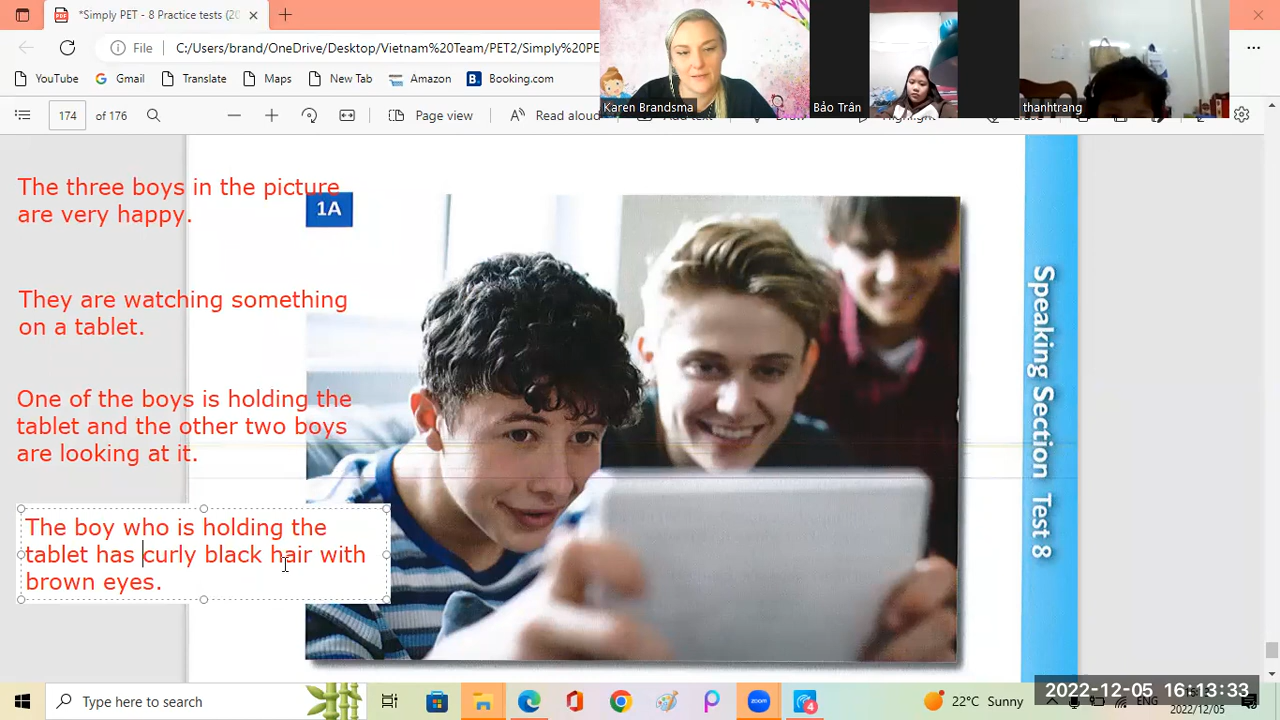 *Simply PET - 8 Practice tests (20
File
C:/Users/brand/OneDrive/Desktop/Vietnam%20Team/PET2/Simply%20PE
YouTube
Gmail
Translate
Maps
New Tab
Amazon
Booking.com
Karen Brandsma
Bảo Trân
thanhtrang
174 of 176
Page view
Read aloud
The three boys in the picture
are very happy.
1A
They are watching something
on a tablet.
One of the boys is holding the
tablet and the other two boys
are looking at it.
The boy who is holding the
tablet has curly black hair with
brown eyes.
Speaking Section Test 8
Type here to search
22°C Sunny
ENG
2022-12-05 16:13:33
2022/12/05